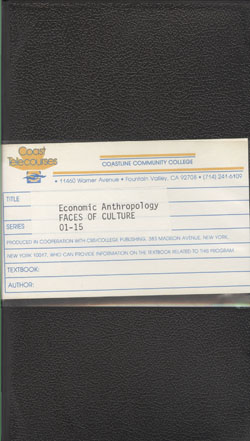 Coast
Telecourses
COASTLINE COMMUNITY COLLEGE
• 11460 Warner Avenue • Fountain Valley, CA 92708 • (714) 241-6109
TITLE
Economic Anthropology
FACES OF CULTURE
SERIES
01-15
PRODUCED IN COOPERATION WITH CBS COLLEGE PUBLISHING, 383 MADISON AVENUE, NEW YORK,
NEW YORK 10017, WHO CAN PROVIDE INFORMATION ON THE TEXTBOOK RELATED TO THIS PROGRAM.
TEXTBOOK:
AUTHOR: